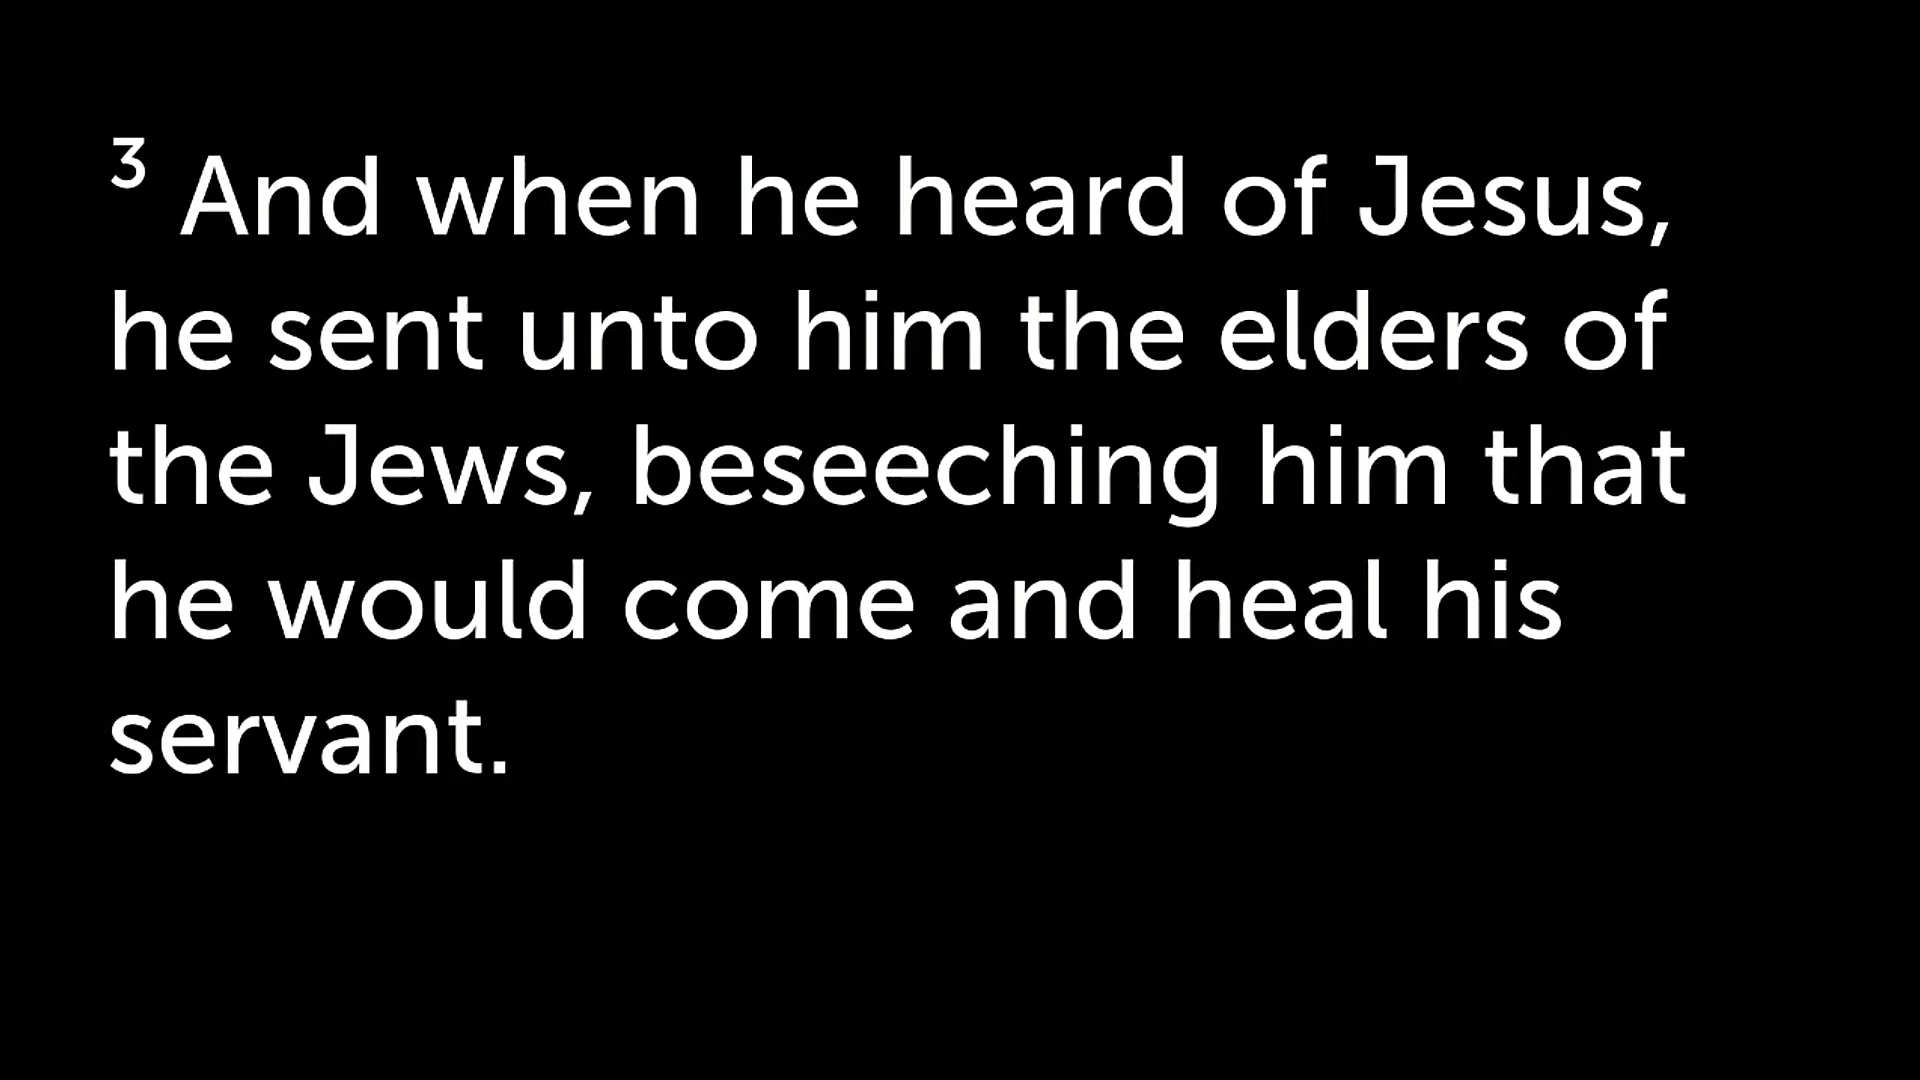 ³ And when he heard of Jesus,
he sent unto him the elders of
the Jews, beseeching him that
he would come and heal his
servant.